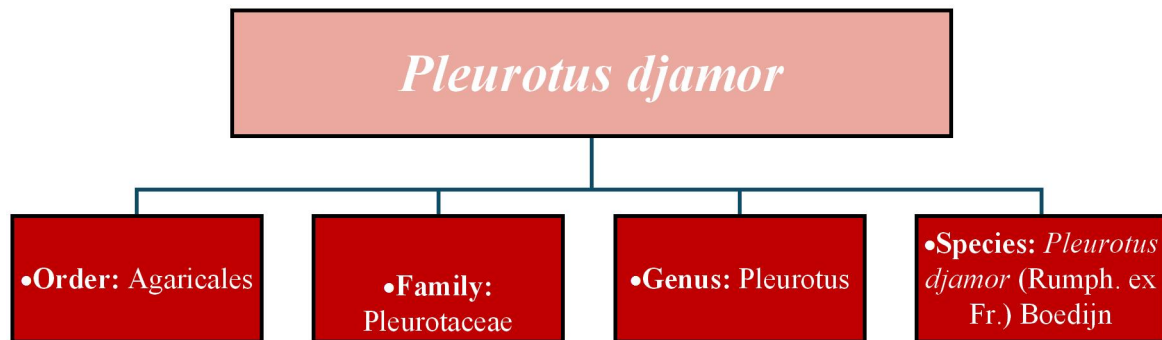 Pleurotus djamor
•Order: Agaricales
•Family:
Pleurotaceae
•Genus: Pleurotus
•Species: Pleurotus
djamor (Rumph. ex
Fr.) Boedijn